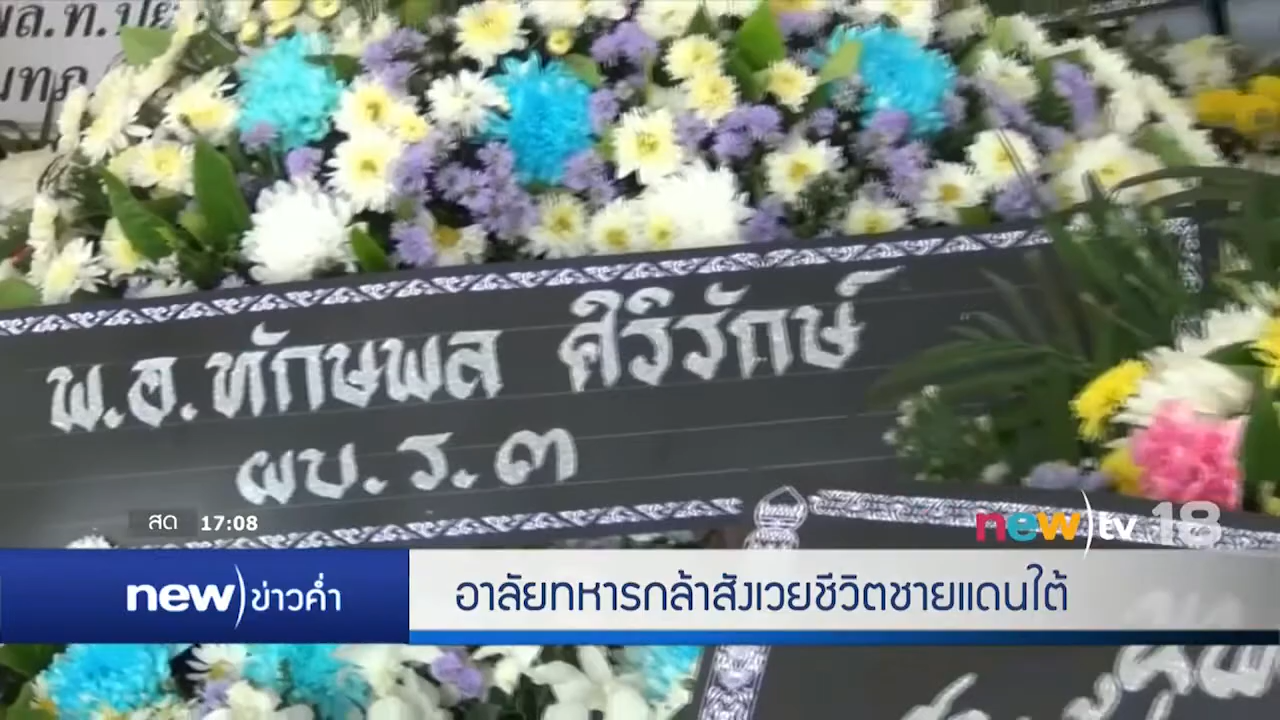 พ.อ.ทักษพล ศิริรักษ์
ผบ.ร.๓
สด 17:08
new)tv 18
new)ข่าวค่ำ
อาลัยทหารกล้าสังเวยชีวิตชายแดนใต้